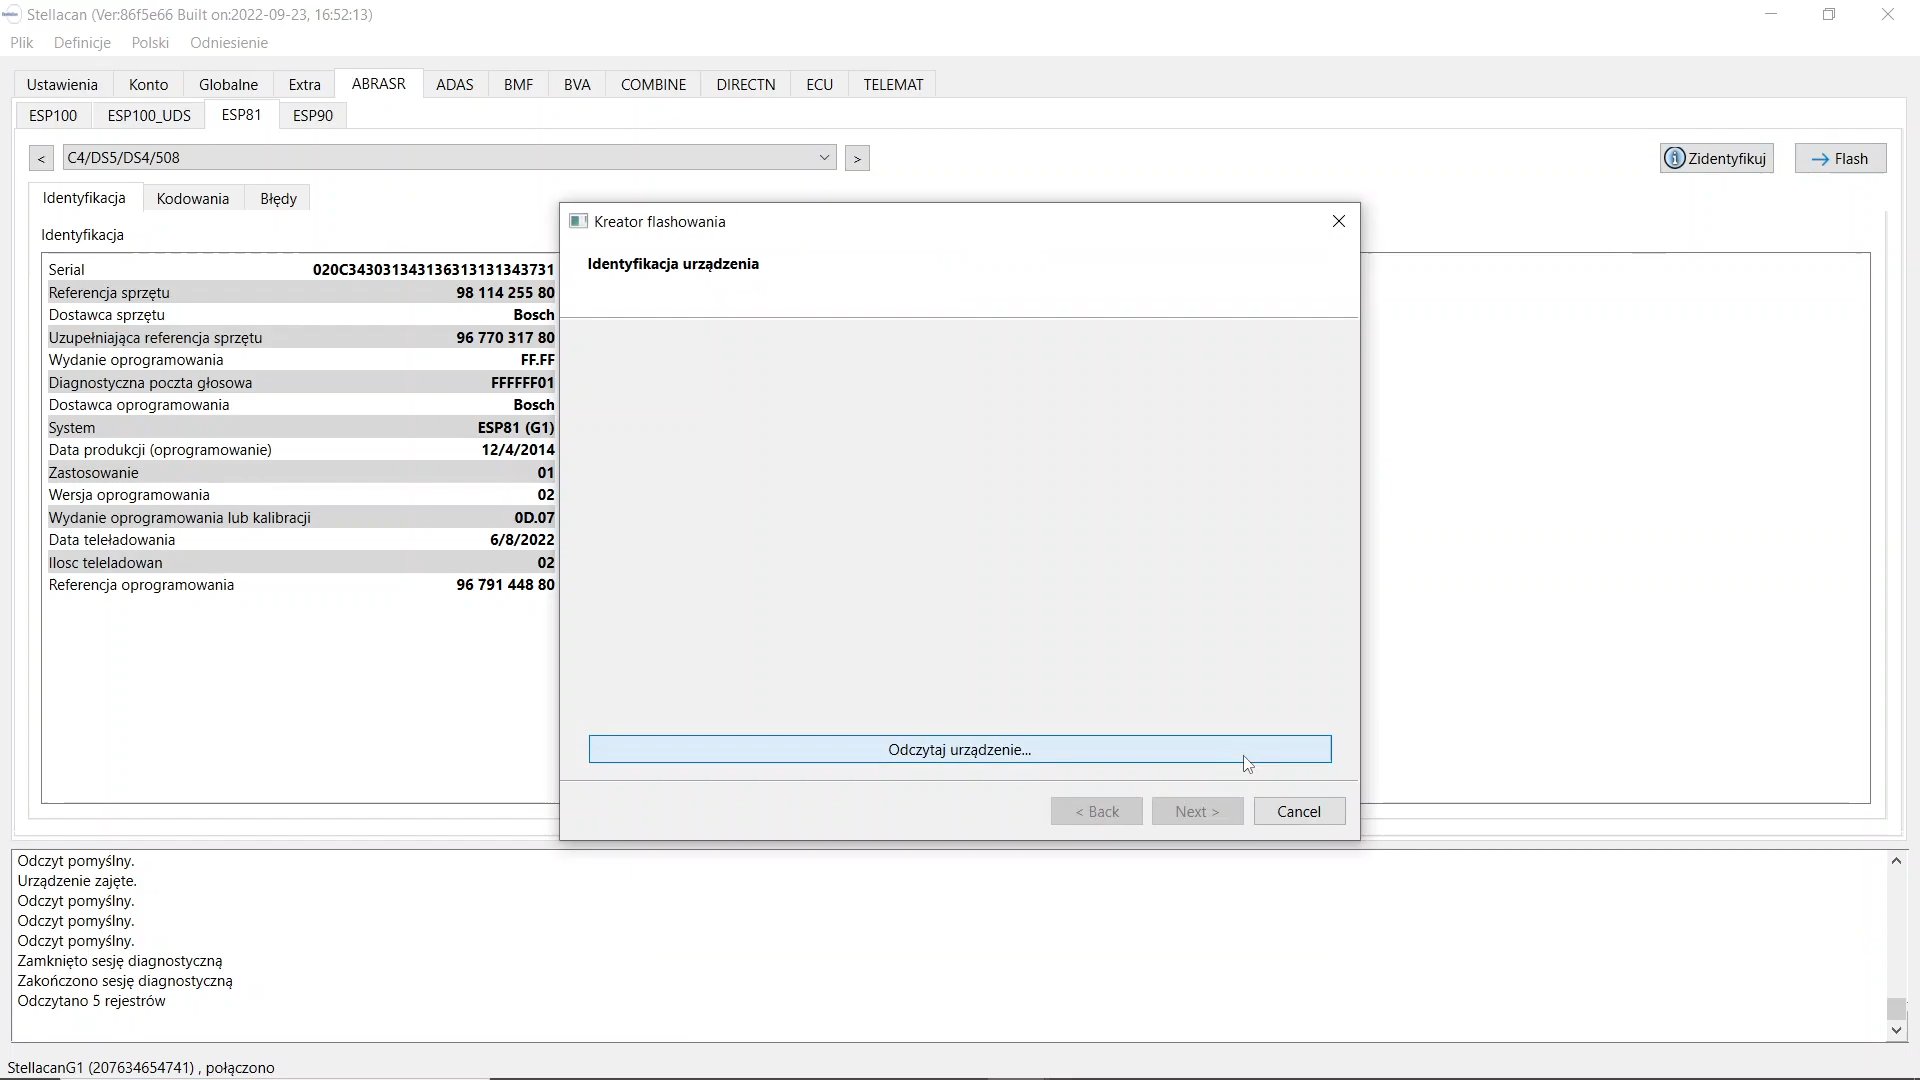 Stellacan (Ver:86f5e66 Built on:2022-09-23, 16:52:13)
Plik Definicje Polski Odniesienie
Ustawienia Konto Globalne Extra ABRASR ADAS BMF BVA COMBINE DIRECTN ECU TELEMAT
ESP100 ESP100_UDS ESP81 ESP90
< C4/DS5/DS4/508 > Zidentyfikuj Flash
Identyfikacja Kodowania Błędy
Identyfikacja
Serial 020C343031343136313131343731
Referencja sprzętu 98 114 255 80
Dostawca sprzętu Bosch
Uzupełniająca referencja sprzętu 96 770 317 80
Wydanie oprogramowania FF.FF
Diagnostyczna poczta głosowa FFFFFF01
Dostawca oprogramowania Bosch
System ESP81 (G1)
Data produkcji (oprogramowanie) 12/4/2014
Zastosowanie 01
Wersja oprogramowania 02
Wydanie oprogramowania lub kalibracji 0D.07
Data teleładowania 6/8/2022
Ilosc teleladowan 02
Referencja oprogramowania 96 791 448 80
Kreator flashowania
Identyfikacja urządzenia
Odczytaj urządzenie...
< Back Next > Cancel
Odczyt pomyślny.
Urządzenie zajęte.
Odczyt pomyślny.
Odczyt pomyślny.
Odczyt pomyślny.
Zamknięto sesję diagnostyczną
Zakończono sesję diagnostyczną
Odczytano 5 rejestrów
StellacanG1 (207634654741) , połączono